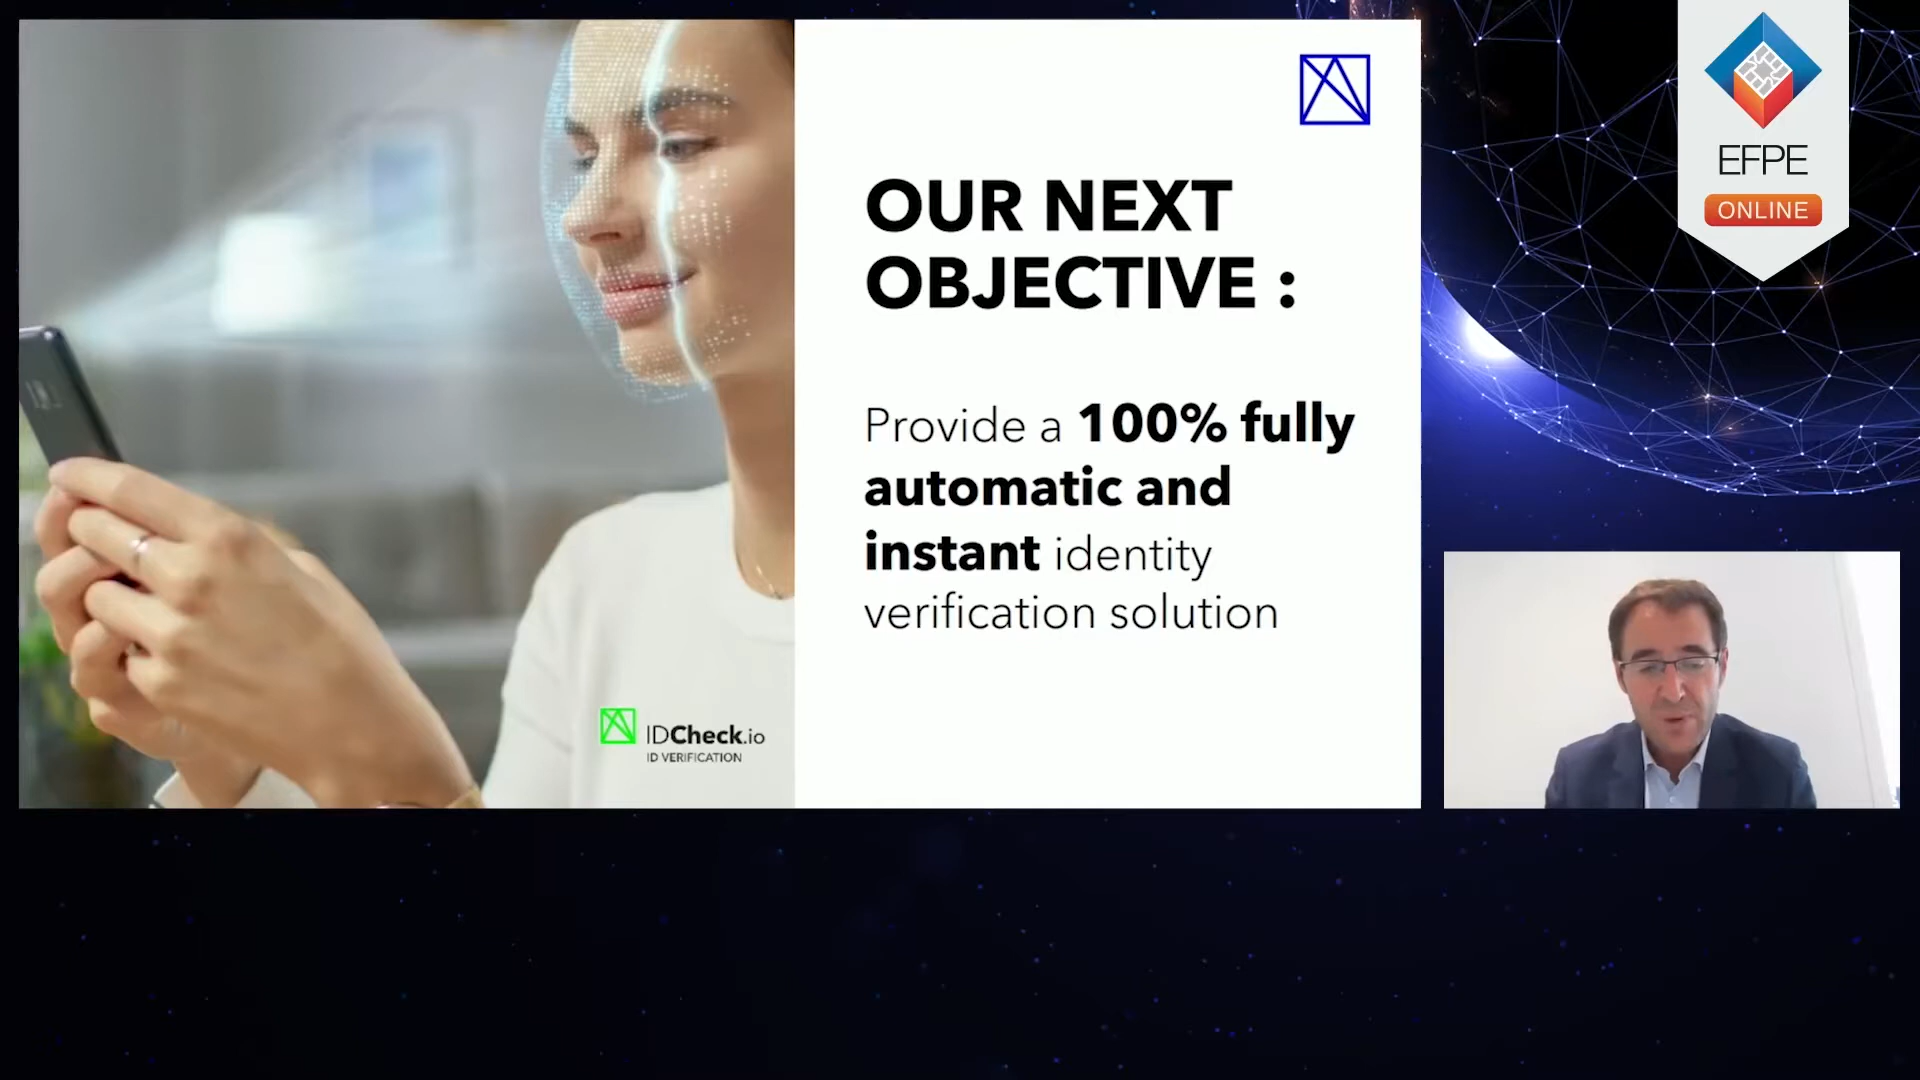 OUR NEXT
OBJECTIVE :
Provide a 100% fully
automatic and
instant identity
verification solution
IDCheck.io
ID VERIFICATION
EFPE
ONLINE